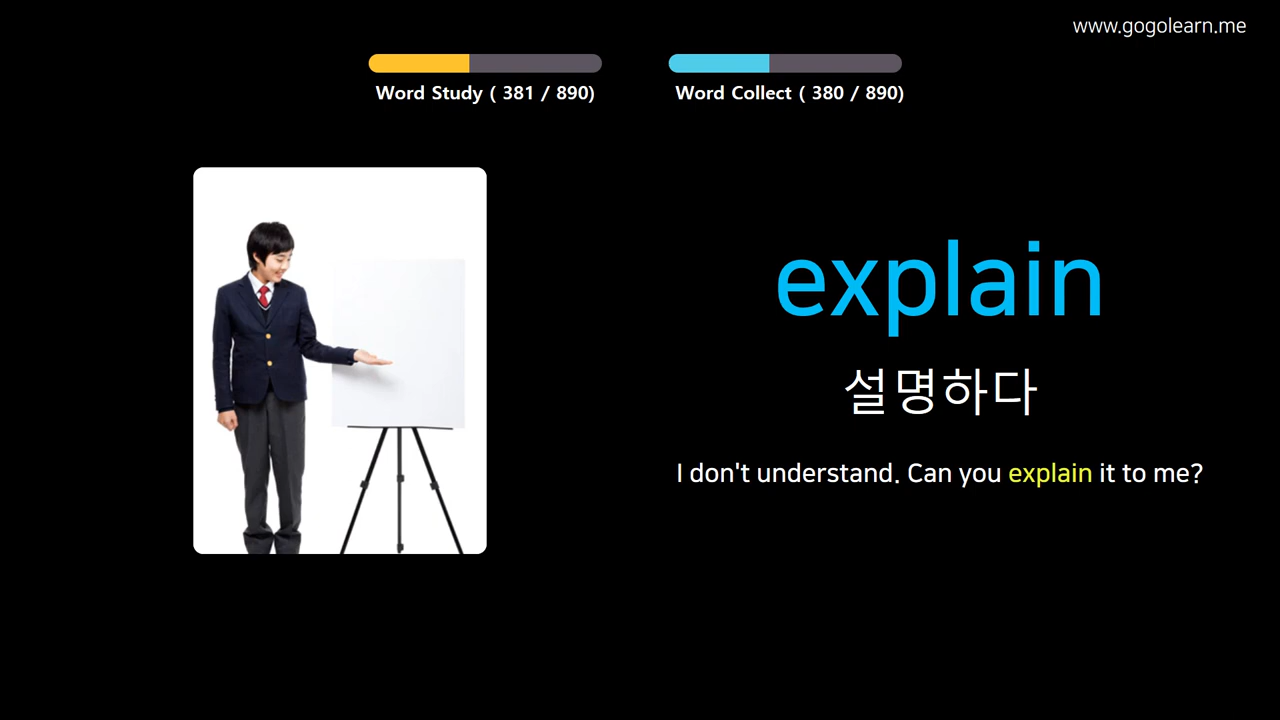 www.gogolearn.me
Word Study ( 381 / 890)
Word Collect ( 380 / 890)
explain
설명하다
I don't understand. Can you explain it to me?